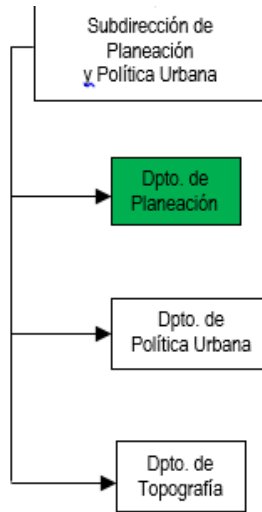 Subdirección de
Planeación
y Política Urbana
Dpto. de
Planeación
Dpto. de
Política Urbana
Dpto. de
Topografía